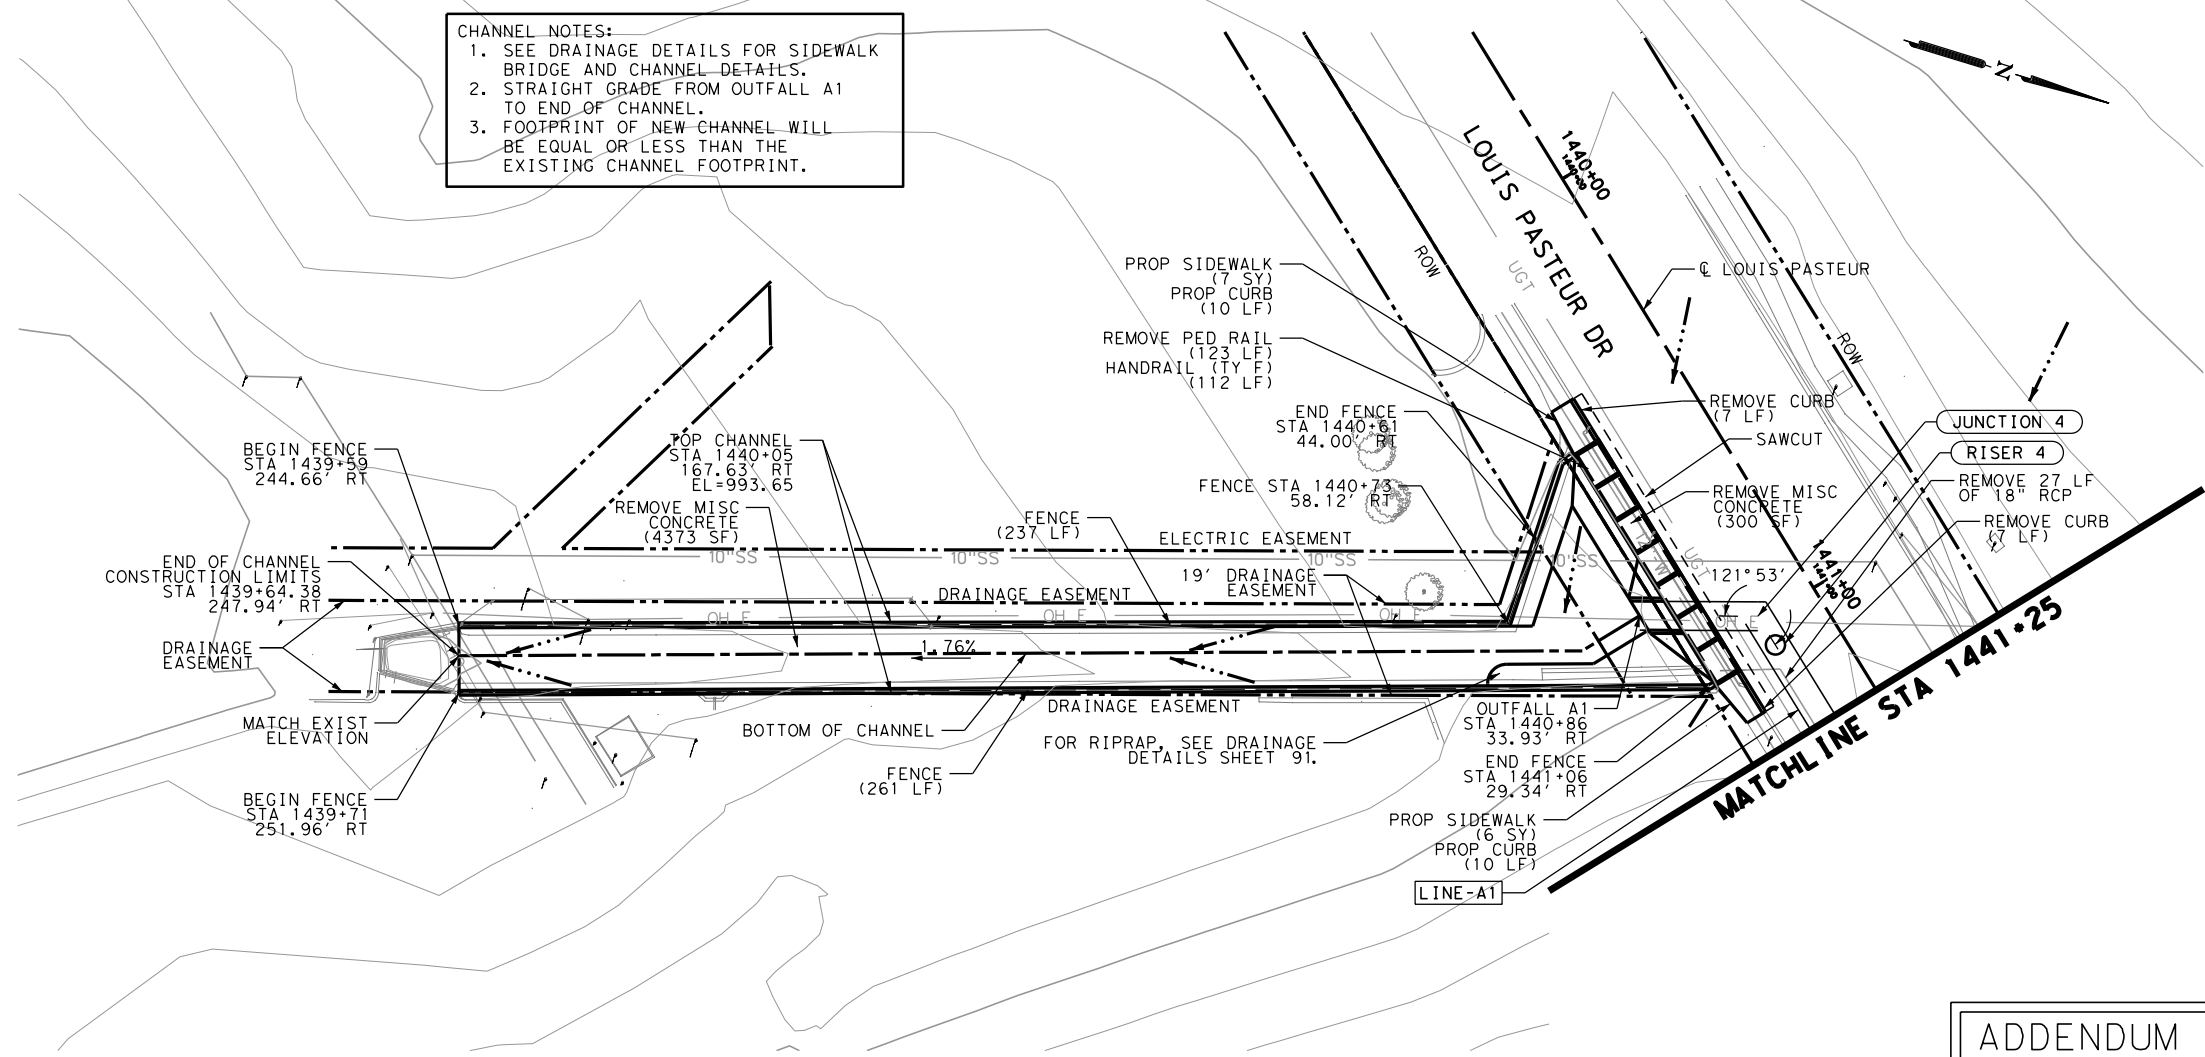 CHANNEL NOTES:
1. SEE DRAINAGE DETAILS FOR SIDEWALK
BRIDGE AND CHANNEL DETAILS.
2. STRAIGHT GRADE FROM OUTFALL A1
TO END OF CHANNEL.
3. FOOTPRINT OF NEW CHANNEL WILL
BE EQUAL OR LESS THAN THE
EXISTING CHANNEL FOOTPRINT.
N
LOUIS PASTEUR DR
1440+00
1440+00
ROW
UGT
℄ LOUIS PASTEUR
ROW
PROP SIDEWALK
(7 SY)
PROP CURB
(10 LF)
REMOVE PED RAIL
(123 LF)
HANDRAIL (TY F)
(112 LF)
END FENCE
STA 1440+61
44.00' RT
FENCE STA 1440+73
58.12' RT
REMOVE CURB
(7 LF)
SAWCUT
JUNCTION 4
RISER 4
REMOVE 27 LF
OF 18" RCP
REMOVE MISC
CONCRETE
(300 SF)
REMOVE CURB
(7 LF)
UGT
121°53'
1441+00
BEGIN FENCE
STA 1439+59
244.66' RT
TOP CHANNEL
STA 1440+05
167.63' RT
EL=993.65
REMOVE MISC
CONCRETE
(4373 SF)
FENCE
(237 LF)
ELECTRIC EASEMENT
10"SS
10"SS
10"SS
10"SS
END OF CHANNEL
CONSTRUCTION LIMITS
STA 1439+64.38
247.94' RT
19' DRAINAGE
EASEMENT
DRAINAGE EASEMENT
OH E
OH E
OH E
OH E
DRAINAGE
EASEMENT
1.76%
MATCH EXIST
ELEVATION
BOTTOM OF CHANNEL
DRAINAGE EASEMENT
FOR RIPRAP, SEE DRAINAGE
DETAILS SHEET 91.
FENCE
(261 LF)
BEGIN FENCE
STA 1439+71
251.96' RT
OUTFALL A1
STA 1440+86
33.93' RT
END FENCE
STA 1441+06
29.34' RT
PROP SIDEWALK
(6 SY)
PROP CURB
(10 LF)
LINE-A1
MATCHLINE STA 1441+25
ADDENDUM